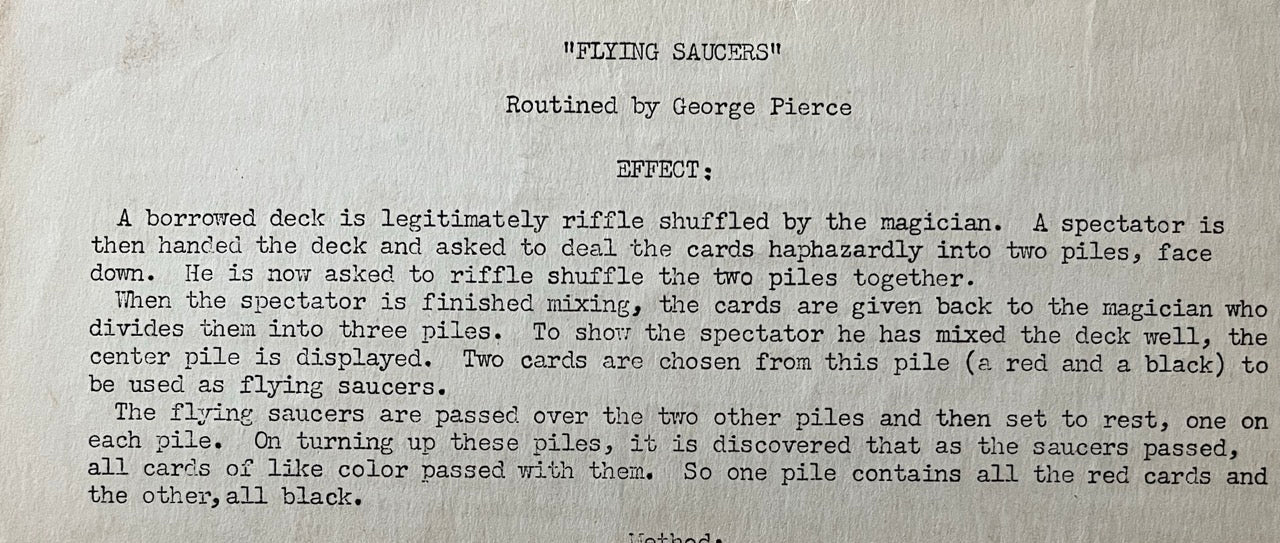 "FLYING SAUCERS"
Routined by George Pierce
EFFECT:
A borrowed deck is legitimately riffle shuffled by the magician. A spectator is
then handed the deck and asked to deal the cards haphazardly into two piles, face
down. He is now asked to riffle shuffle the two piles together.
When the spectator is finished mixing, the cards are given back to the magician who
divides them into three piles. To show the spectator he has mixed the deck well, the
center pile is displayed. Two cards are chosen from this pile (a red and a black) to
be used as flying saucers.
The flying saucers are passed over the two other piles and then set to rest, one on
each pile. On turning up these piles, it is discovered that as the saucers passed,
all cards of like color passed with them. So one pile contains all the red cards and
the other, all black.
Method: